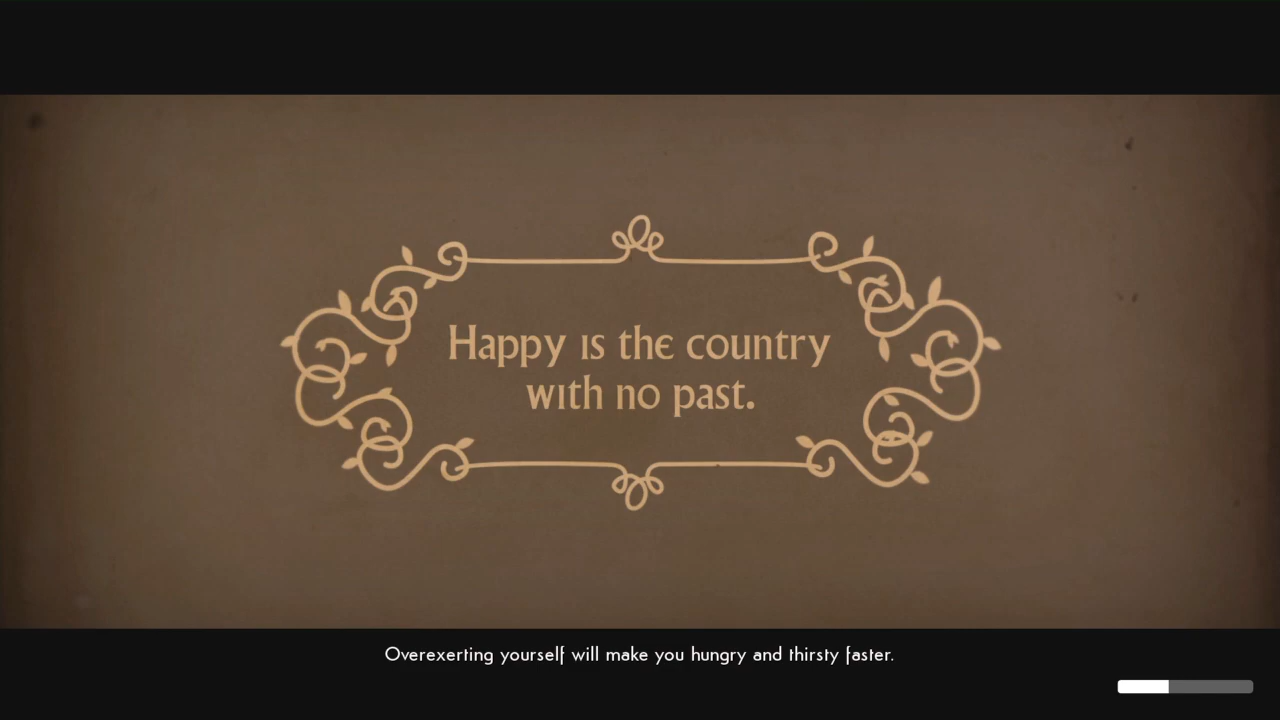 Happy is the country
with no past.
Overexerting yourself will make you hungry and thirsty faster.